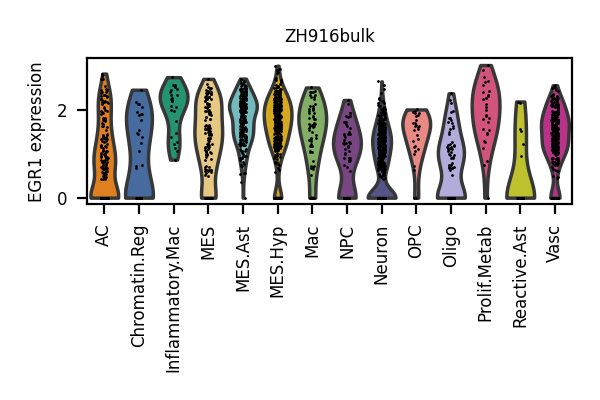 ZH916bulk
EGR1 expression
2
0
AC
Chromatin.Reg
Inflammatory.Mac
MES
MES.Ast
MES.Hyp
Mac
NPC
Neuron
OPC
Oligo
Prolif.Metab
Reactive.Ast
Vasc